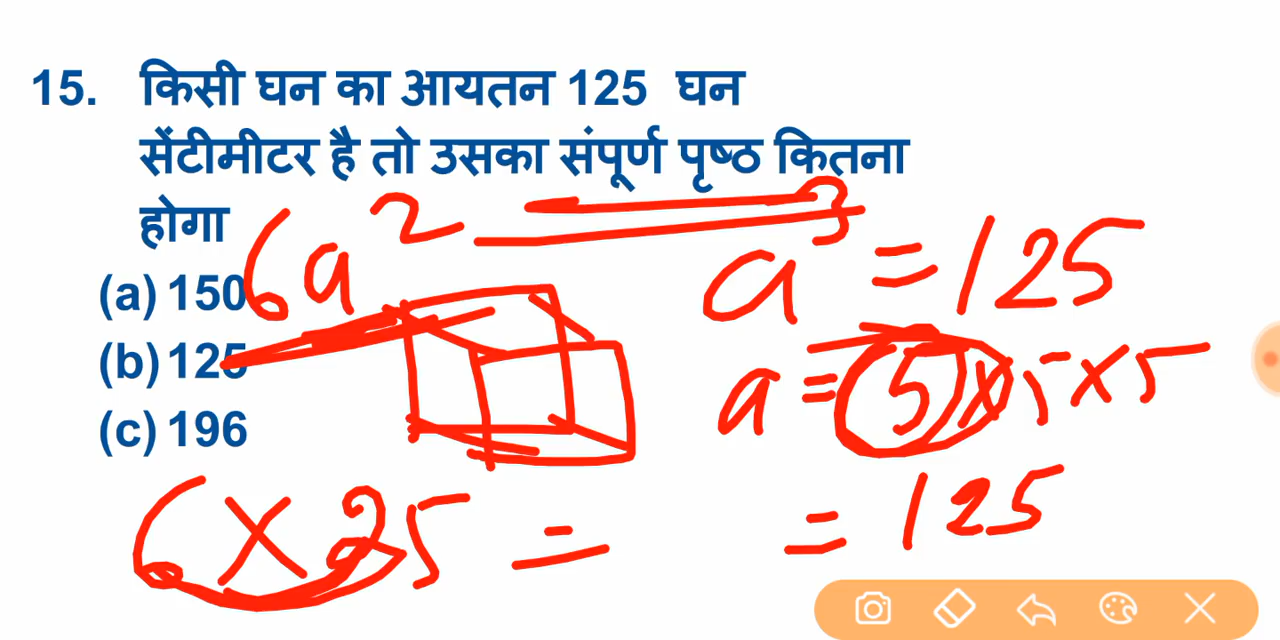 15. किसी घन का आयतन 125 घन
सेंटीमीटर है तो उसका संपूर्ण पृष्ठ कितना
होगा
6a²
a³ = 125
(a) 150
(b) 125
a = 5 × 5 × 5
(c) 196
= 125
6 × 25 =